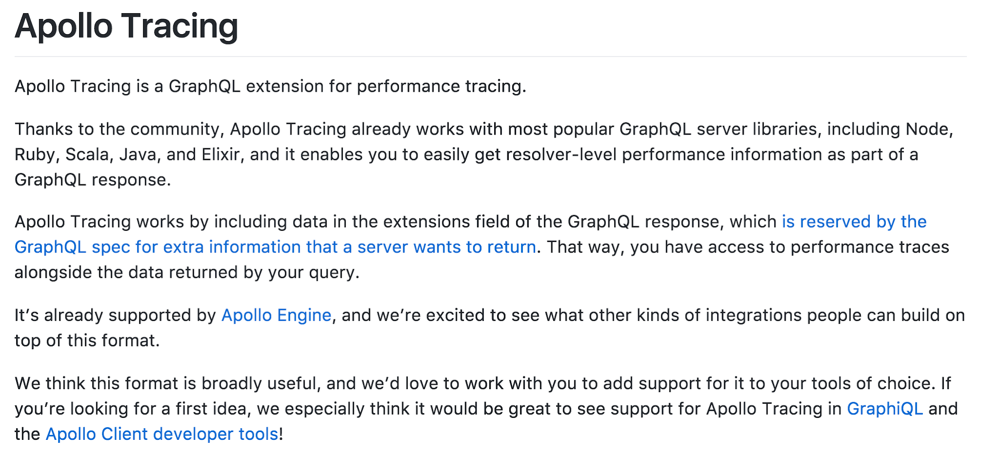 Apollo Tracing
Apollo Tracing is a GraphQL extension for performance tracing.
Thanks to the community, Apollo Tracing already works with most popular GraphQL server libraries, including Node,
Ruby, Scala, Java, and Elixir, and it enables you to easily get resolver-level performance information as part of a
GraphQL response.
Apollo Tracing works by including data in the extensions field of the GraphQL response, which is reserved by the
GraphQL spec for extra information that a server wants to return. That way, you have access to performance traces
alongside the data returned by your query.
It’s already supported by Apollo Engine, and we’re excited to see what other kinds of integrations people can build on
top of this format.
We think this format is broadly useful, and we’d love to work with you to add support for it to your tools of choice. If
you’re looking for a first idea, we especially think it would be great to see support for Apollo Tracing in GraphiQL and
the Apollo Client developer tools!